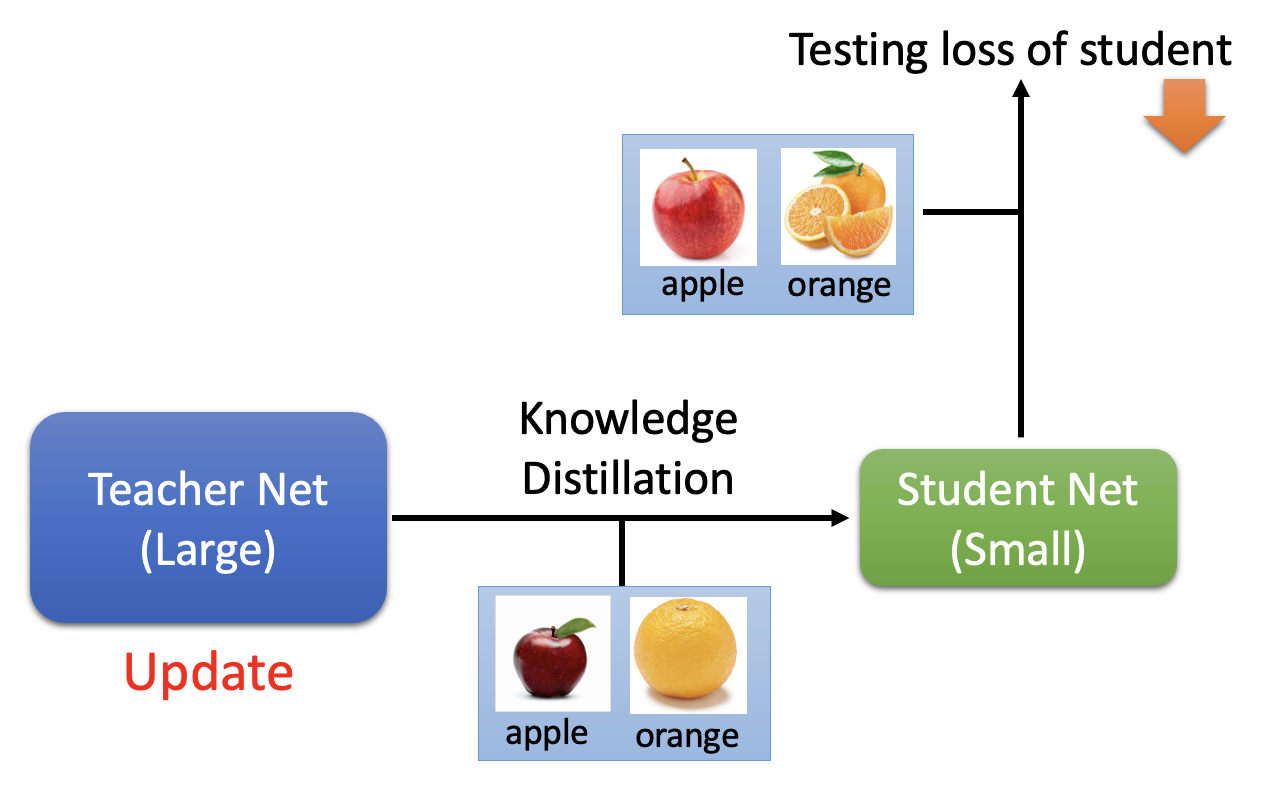 Testing loss of student
apple
orange
Knowledge
Distillation
Teacher Net
(Large)
Student Net
(Small)
Update
apple
orange